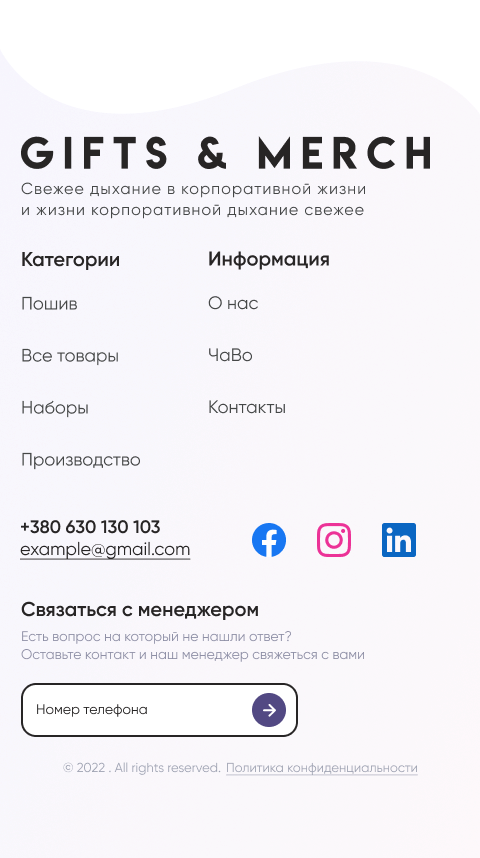 GIFTS & MERCH
Свежее дыхание в корпоративной жизни
и жизни корпоративной дыхание свежее
Категории
Пошив
Все товары
Наборы
Производство
Информация
О нас
ЧаВо
Контакты
+380 630 130 103
example@gmail.com
in
Связаться с менеджером
Есть вопрос на который не нашли ответ?
Оставьте контакт и наш менеджер свяжеться с вами
Номер телефона
© 2022 . All rights reserved. Политика конфиденциальности